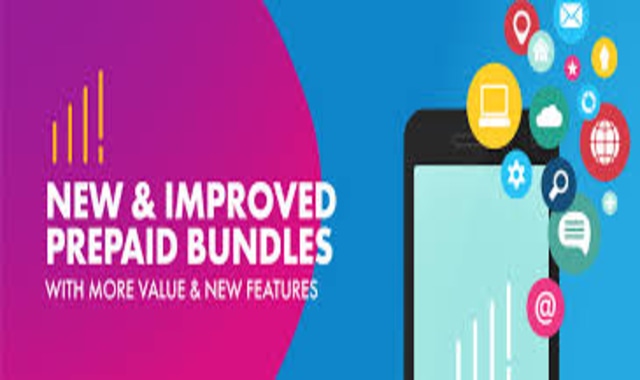 NEW & IMPROVED
PREPAID BUNDLES
WITH MORE VALUE & NEW FEATURES
@